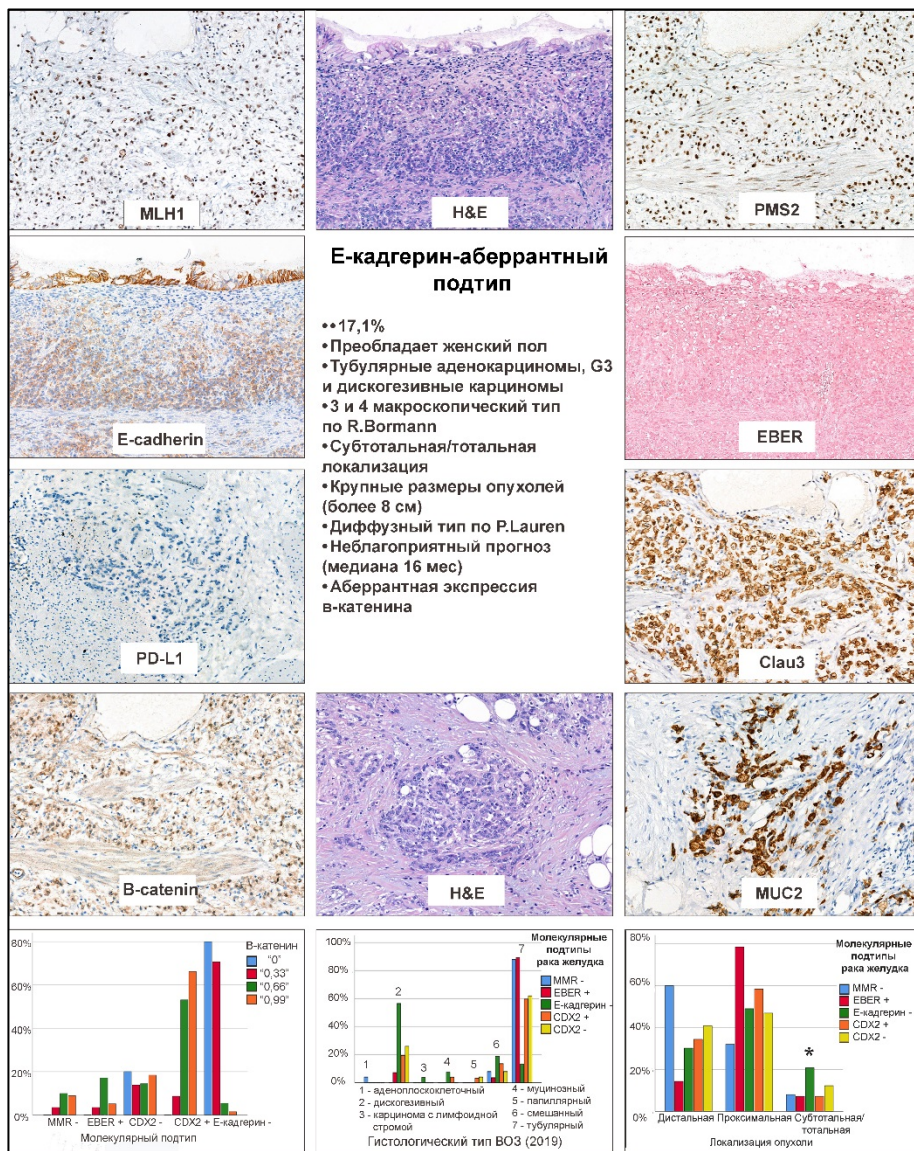 MLH1
H&E
PMS2
Е-кадгерин-аберрантный
подтип
••17,1%
•Преобладает женский пол
•Тубулярные аденокарциномы, G3
и дискогезивные карциномы
•3 и 4 макроскопический тип
по R.Bormann
•Субтотальная/тотальная
локализация
•Крупные размеры опухолей
(более 8 см)
•Диффузный тип по P.Lauren
•Неблагоприятный прогноз
(медиана 16 мес)
•Аберрантная экспрессия
в-катенина
E-cadherin
EBER
PD-L1
Clau3
B-catenin
H&E
MUC2
В-катенин
"0"
"0,33"
"0,66"
"0,99"
80%
60%
40%
20%
0%
MMR -
EBER +
CDX2 -
CDX2 +
Е-кадгерин -
Молекулярный подтип
Молекулярные
подтипы
рака желудка
MMR -
EBER +
Е-кадгерин -
CDX2 +
CDX2 -
100%
80%
60%
40%
20%
0%
1
2
3
4
5
6
7
1 - аденоплоскоклеточный
2 - дискогезивный
3 - карцинома с лимфоидной
стромой
4 - муцинозный
5 - папиллярный
6 - смешанный
7 - тубулярный
Гистологический тип ВОЗ (2019)
Молекулярные
подтипы
рака желудка
MMR -
EBER +
Е-кадгерин -
CDX2 +
CDX2 -
80%
60%
40%
20%
0%
*
Дистальная
Проксимальная
Субтотальная/
тотальная
Локализация опухоли